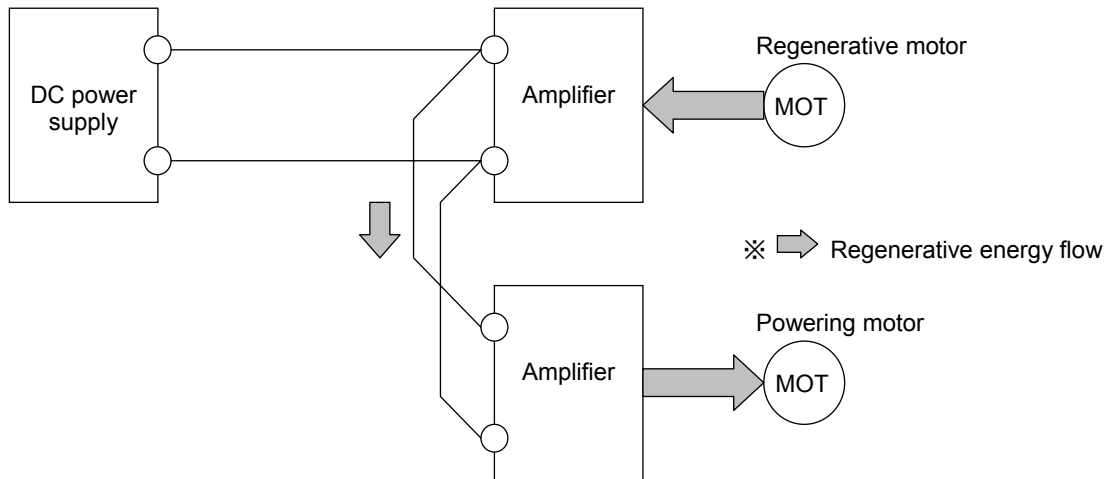 DC power
supply
Amplifier
Regenerative motor
MOT
※ Regenerative energy flow
Amplifier
Powering motor
MOT